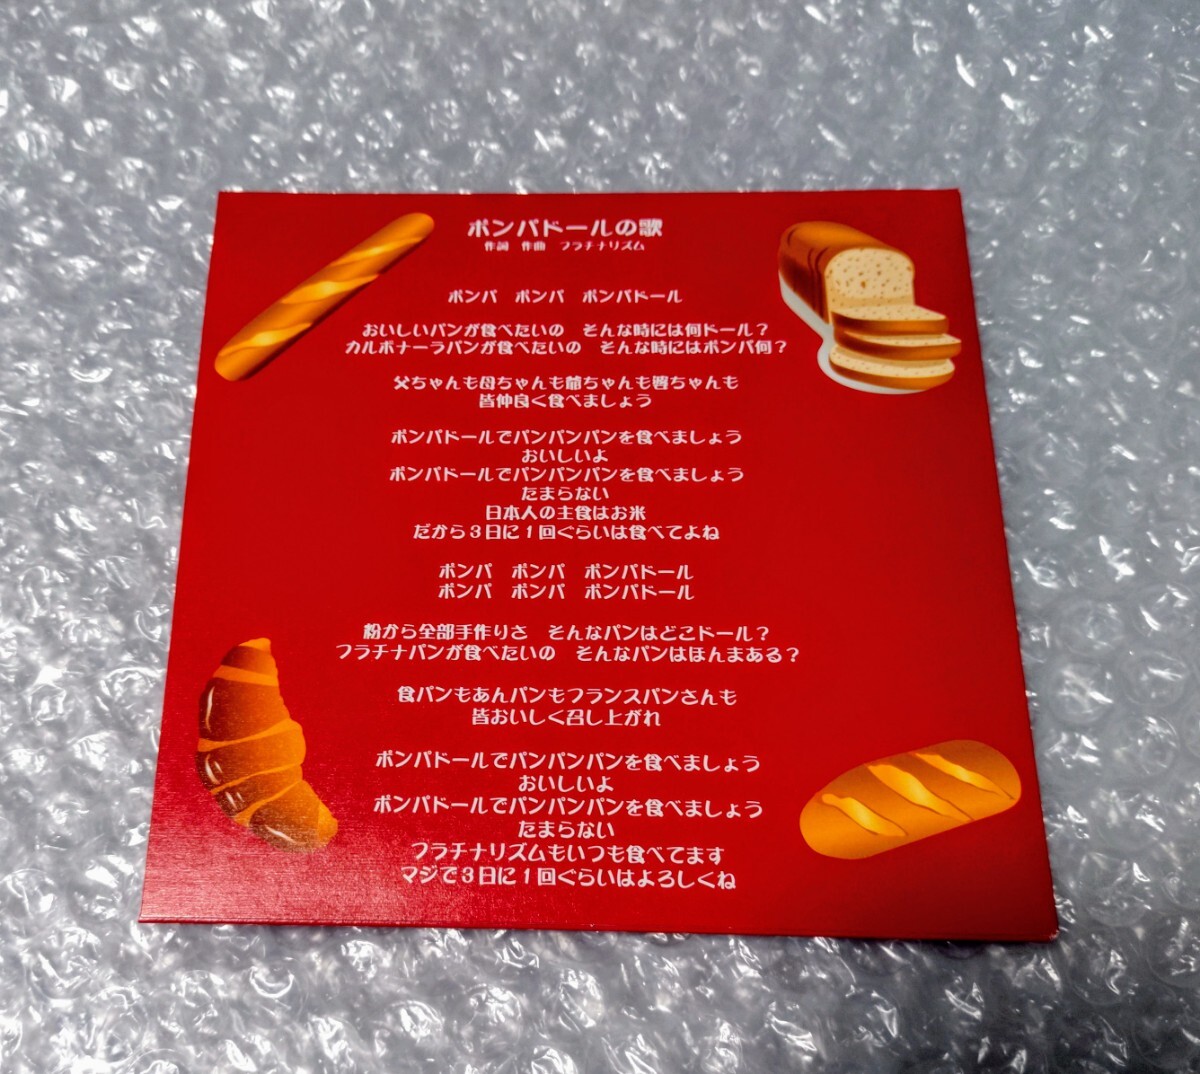 ポンパドールの歌
作詞　作曲　プラチナリズム
ポンパ　ポンパ　ポンパドール
おいしいパンが食べたいの　そんな時には何ドール？
カルボナーラパンが食べたいの　そんな時にはポンパ何？
父ちゃんも母ちゃんも爺ちゃんも婆ちゃんも
皆仲良く食べましょう
ポンパドールでパンパンパンを食べましょう
おいしいよ
ポンパドールでパンパンパンを食べましょう
たまらない
日本人の主食はお米
だから３日に１回ぐらいは食べてよね
ポンパ　ポンパ　ポンパドール
ポンパ　ポンパ　ポンパドール
粉から全部手作りさ　そんなパンはどこドール？
プラチナパンが食べたいの　そんなパンはほんまある？
食パンもあんパンもフランスパンさんも
皆おいしく召し上がれ
ポンパドールでパンパンパンを食べましょう
おいしいよ
ポンパドールでパンパンパンを食べましょう
たまらない
プラチナリズムもいつも食べてます
マジで３日に１回ぐらいはよろしくね